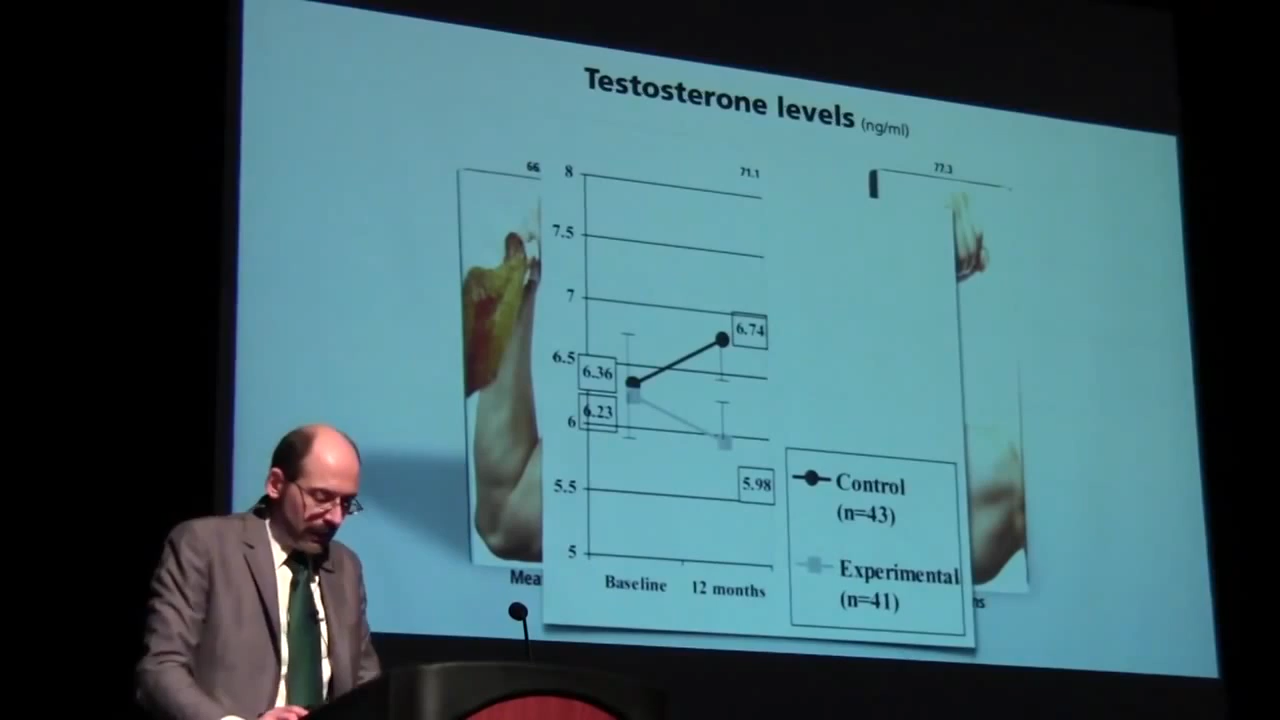 Testosterone levels (ng/ml)
66
71.1
77.3
8
7.5
7
6.5
6
5.5
5
6.74
6.36
6.23
5.98
Baseline
12 months
Control
(n=43)
Experimental
(n=41)
Mea
ns